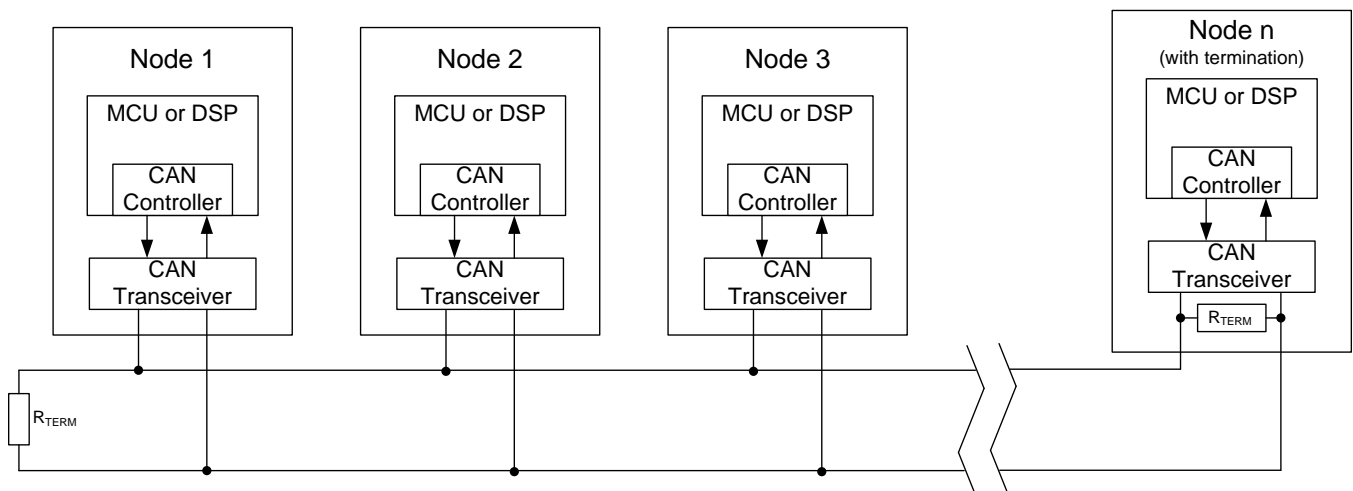 Node 1
MCU or DSP
CAN
Controller
CAN
Transceiver
Node 2
MCU or DSP
CAN
Controller
CAN
Transceiver
Node 3
MCU or DSP
CAN
Controller
CAN
Transceiver
Node n
(with termination)
MCU or DSP
CAN
Controller
CAN
Transceiver
RTERM
RTERM